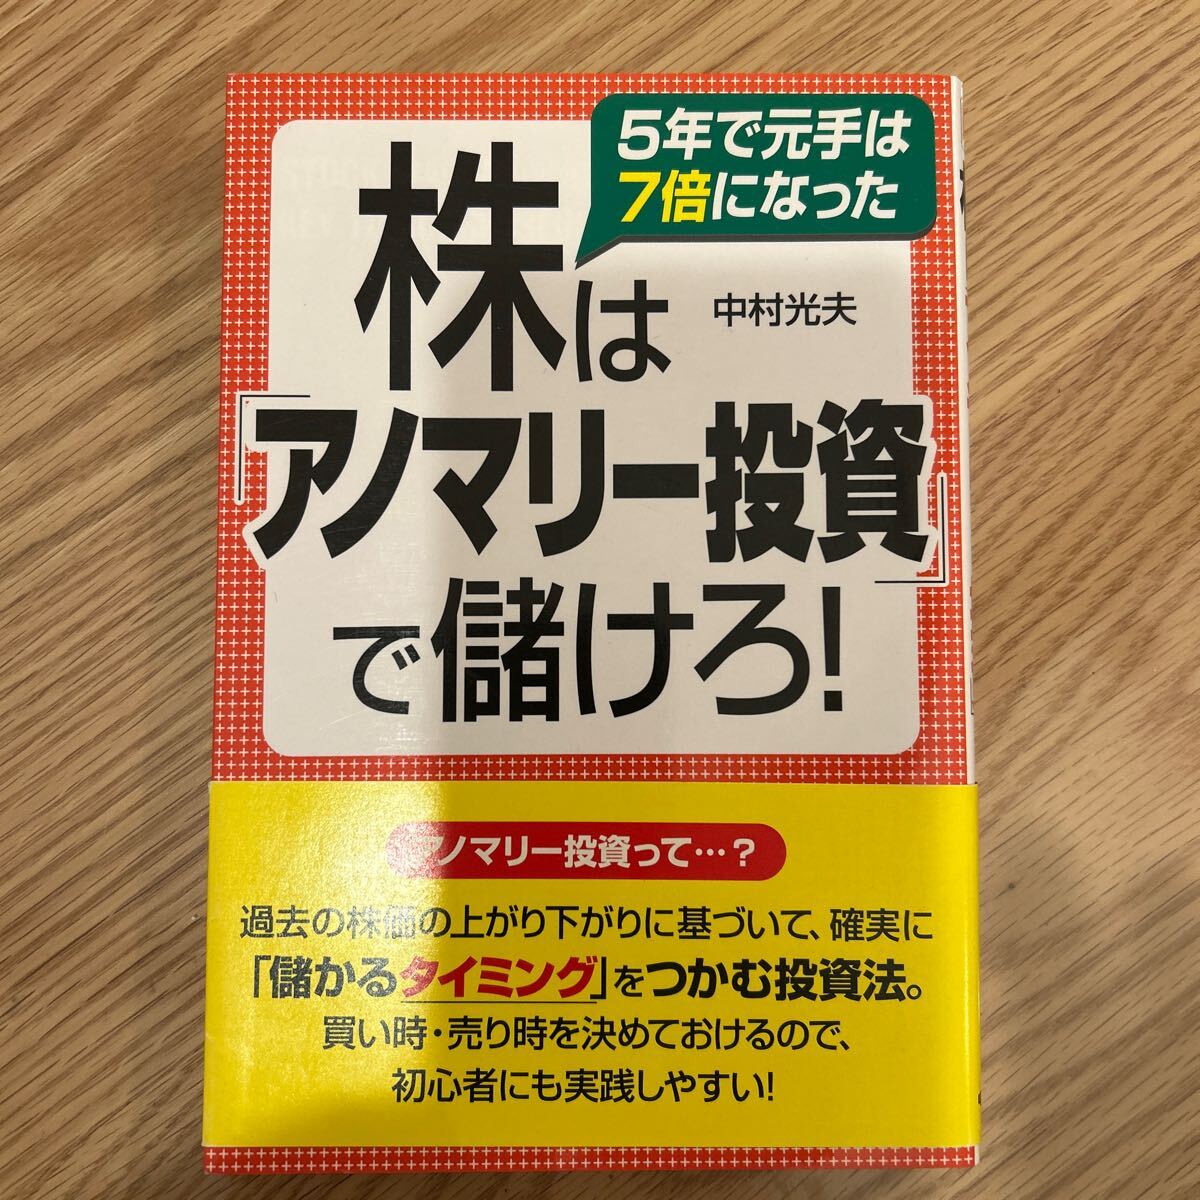 5年で元手は
7倍になった
株は
中村光夫
「アノマリー投資」
で儲けろ!
アノマリー投資って…?
過去の株価の上がり下がりに基づいて、確実に
「儲かるタイミング」をつかむ投資法。
買い時・売り時を決めておけるので、
初心者にも実践しやすい!